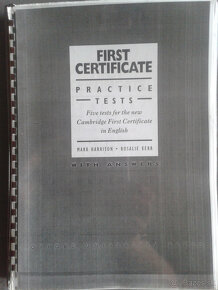 FIRST
CERTIFICATE
PRACTICE
TESTS
Five tests for the new
Cambridge First Certificate
in English
MARK HARRISON · ROSALIE KERR
WITH ANSWERS